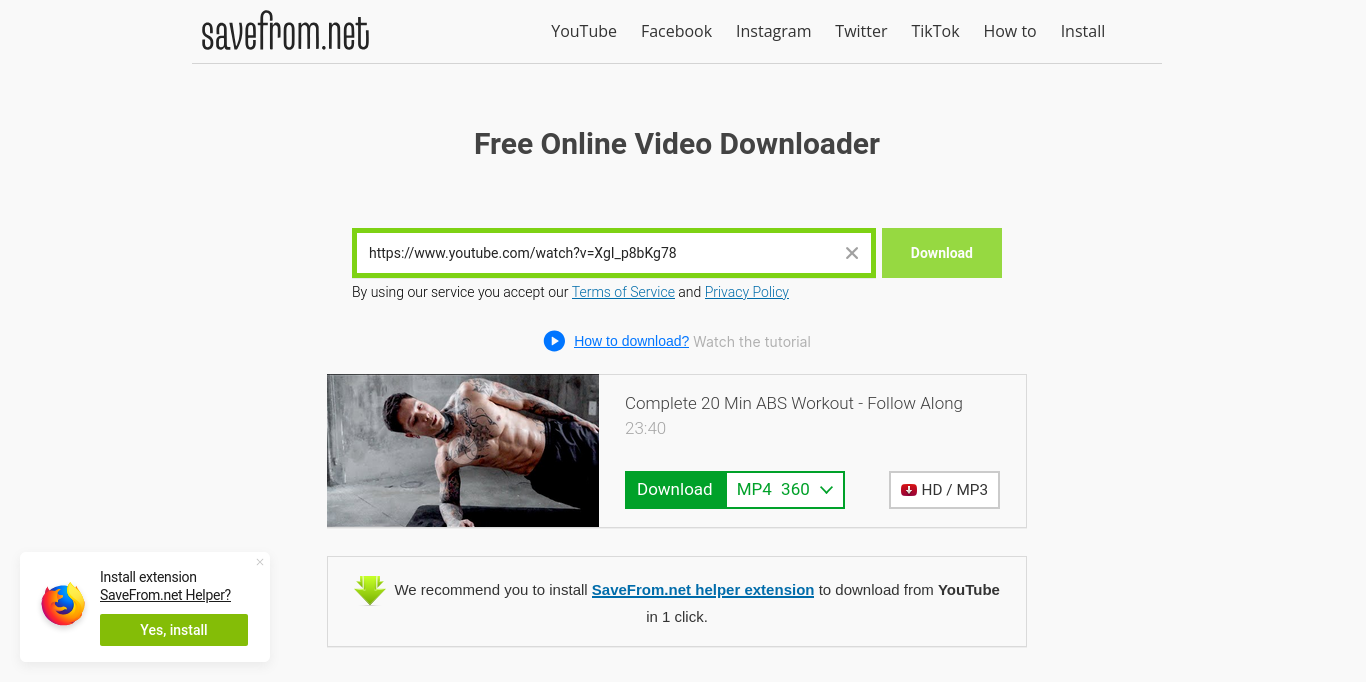 savefrom.net
YouTube Facebook Instagram Twitter TikTok How to Install
Free Online Video Downloader
https://www.youtube.com/watch?v=Xgl_p8bKg78
Download
By using our service you accept our Terms of Service and Privacy Policy
How to download? Watch the tutorial
Complete 20 Min ABS Workout - Follow Along
23:40
Download MP4 360
HD / MP3
We recommend you to install SaveFrom.net helper extension to download from YouTube
in 1 click.
Install extension
SaveFrom.net Helper?
Yes, install